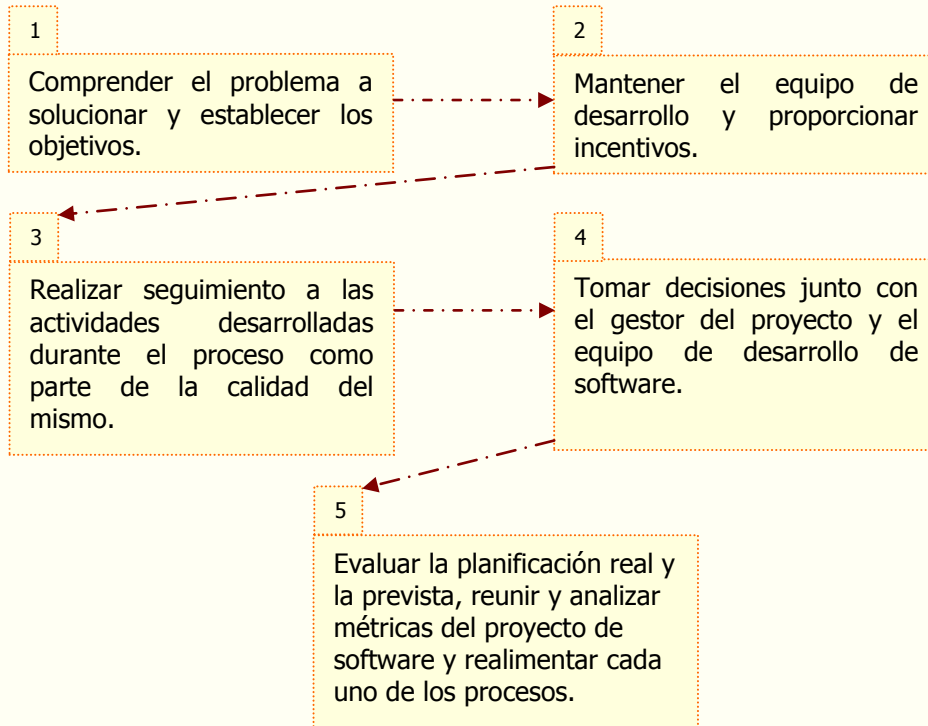 1
Comprender el problema a
solucionar y establecer los
objetivos.
2
Mantener el equipo de
desarrollo y proporcionar
incentivos.
3
Realizar seguimiento a las
actividades desarrolladas
durante el proceso como
parte de la calidad del
mismo.
4
Tomar decisiones junto con
el gestor del proyecto y el
equipo de desarrollo de
software.
5
Evaluar la planificación real y
la prevista, reunir y analizar
métricas del proyecto de
software y realimentar cada
uno de los procesos.